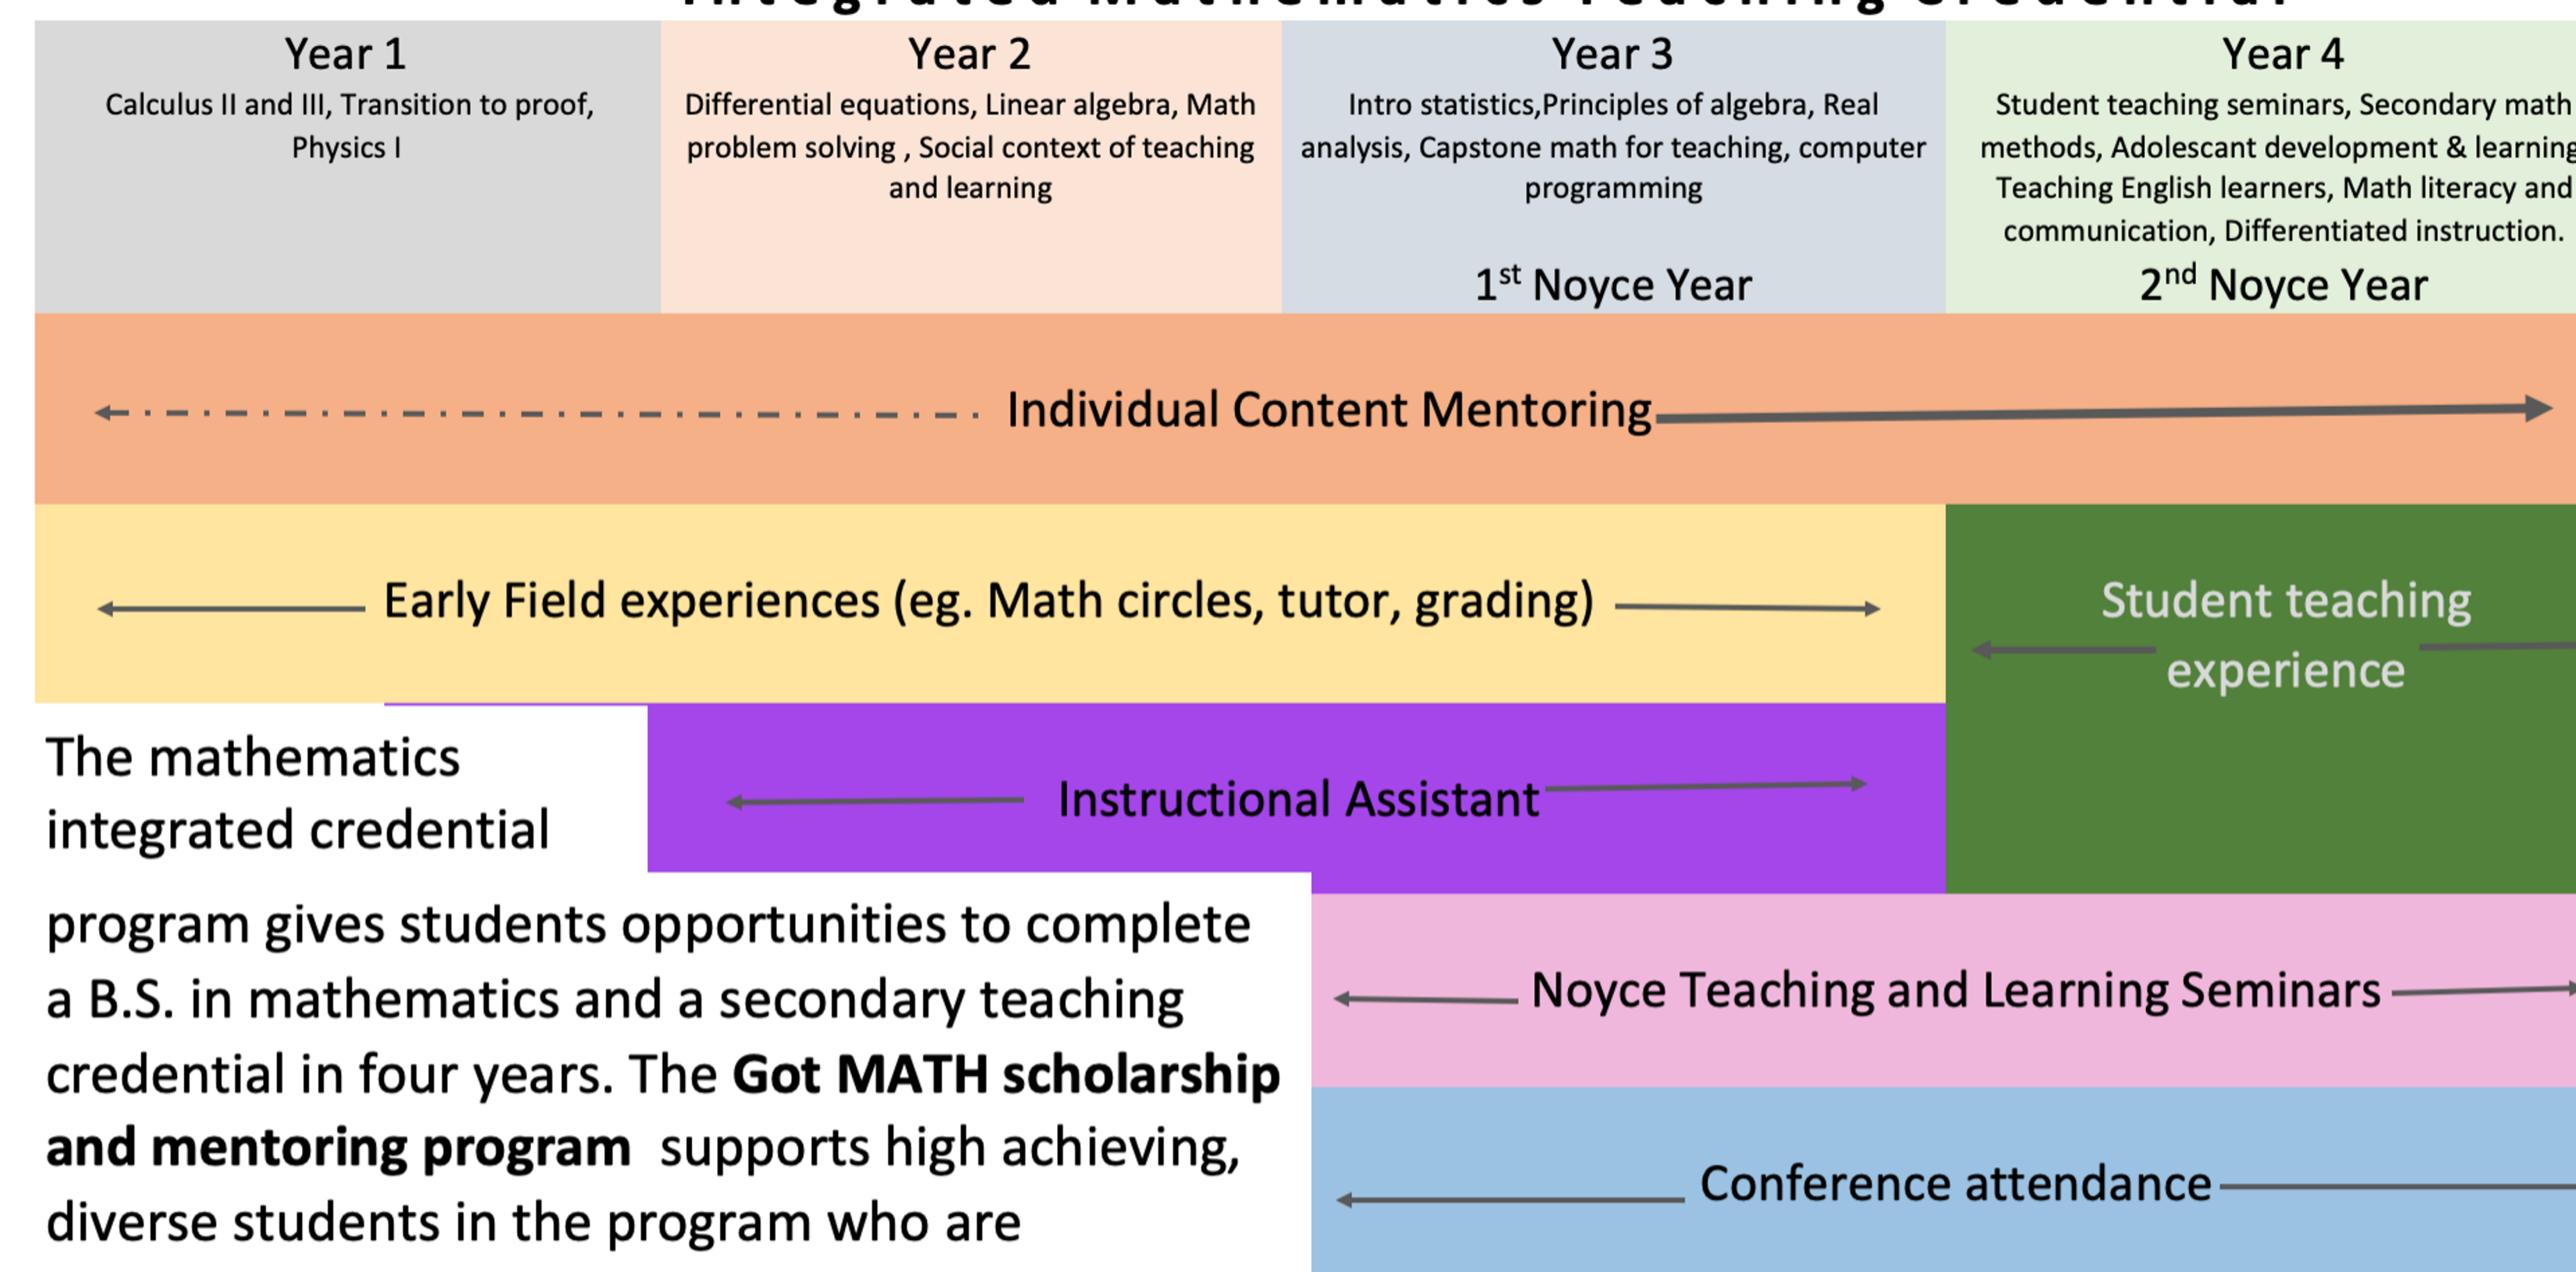 Integrated Mathematics Teaching Credential
Year 1
Calculus II and III, Transition to proof,
Physics I
Year 2
Differential equations, Linear algebra, Math
problem solving , Social context of teaching
and learning
Year 3
Intro statistics,Principles of algebra, Real
analysis, Capstone math for teaching, computer
programming
1st Noyce Year
Year 4
Student teaching seminars, Secondary math
methods, Adolescant development & learning
Teaching English learners, Math literacy and
communication, Differentiated instruction.
2nd Noyce Year
Individual Content Mentoring
Early Field experiences (eg. Math circles, tutor, grading)
Student teaching
experience
Instructional Assistant
The mathematics
integrated credential
program gives students opportunities to complete
a B.S. in mathematics and a secondary teaching
credential in four years. The Got MATH scholarship
and mentoring program supports high achieving,
diverse students in the program who are
Noyce Teaching and Learning Seminars
Conference attendance